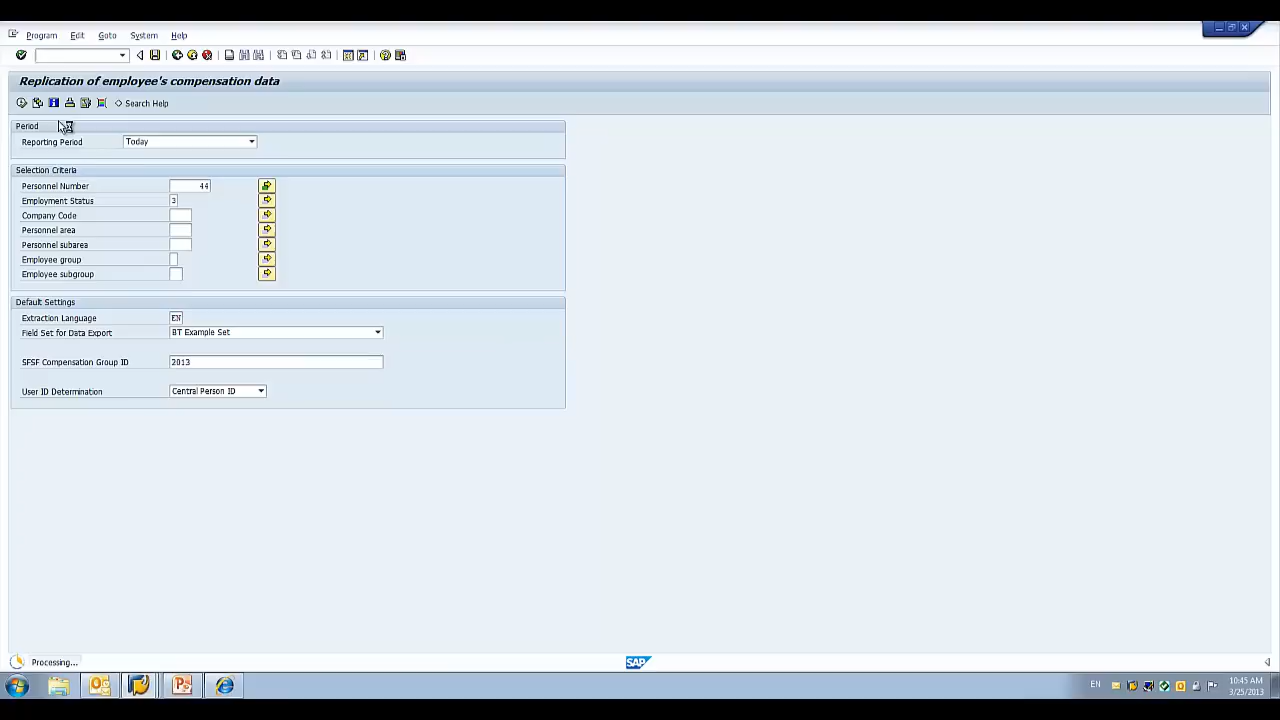 Program Edit Goto System Help
Replication of employee's compensation data
Search Help
Period
Reporting Period Today
Selection Criteria
Personnel Number 44
Employment Status 3
Company Code
Personnel area
Personnel subarea
Employee group
Employee subgroup
Default Settings
Extraction Language EN
Field Set for Data Export BT Example Set
SFSF Compensation Group ID 2013
User ID Determination Central Person ID
Processing... SAP
EN 10:45 AM
3/25/2013